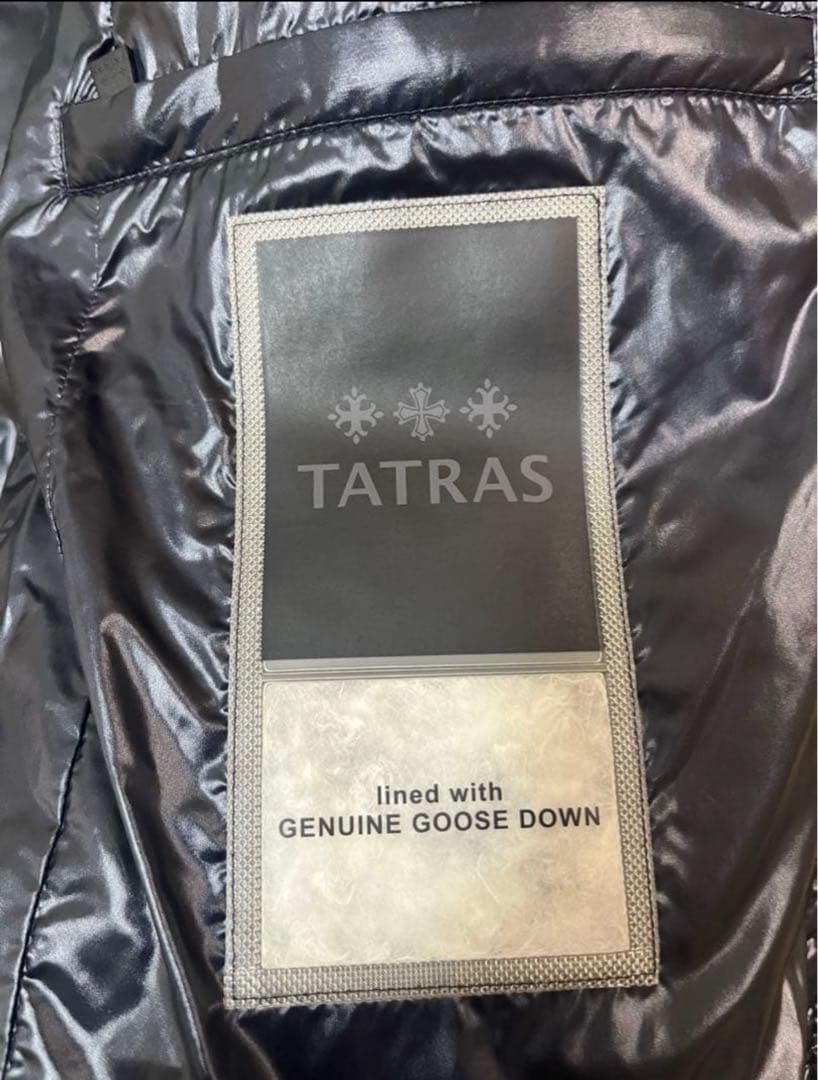 TATRAS
lined with
GENUINE GOOSE DOWN